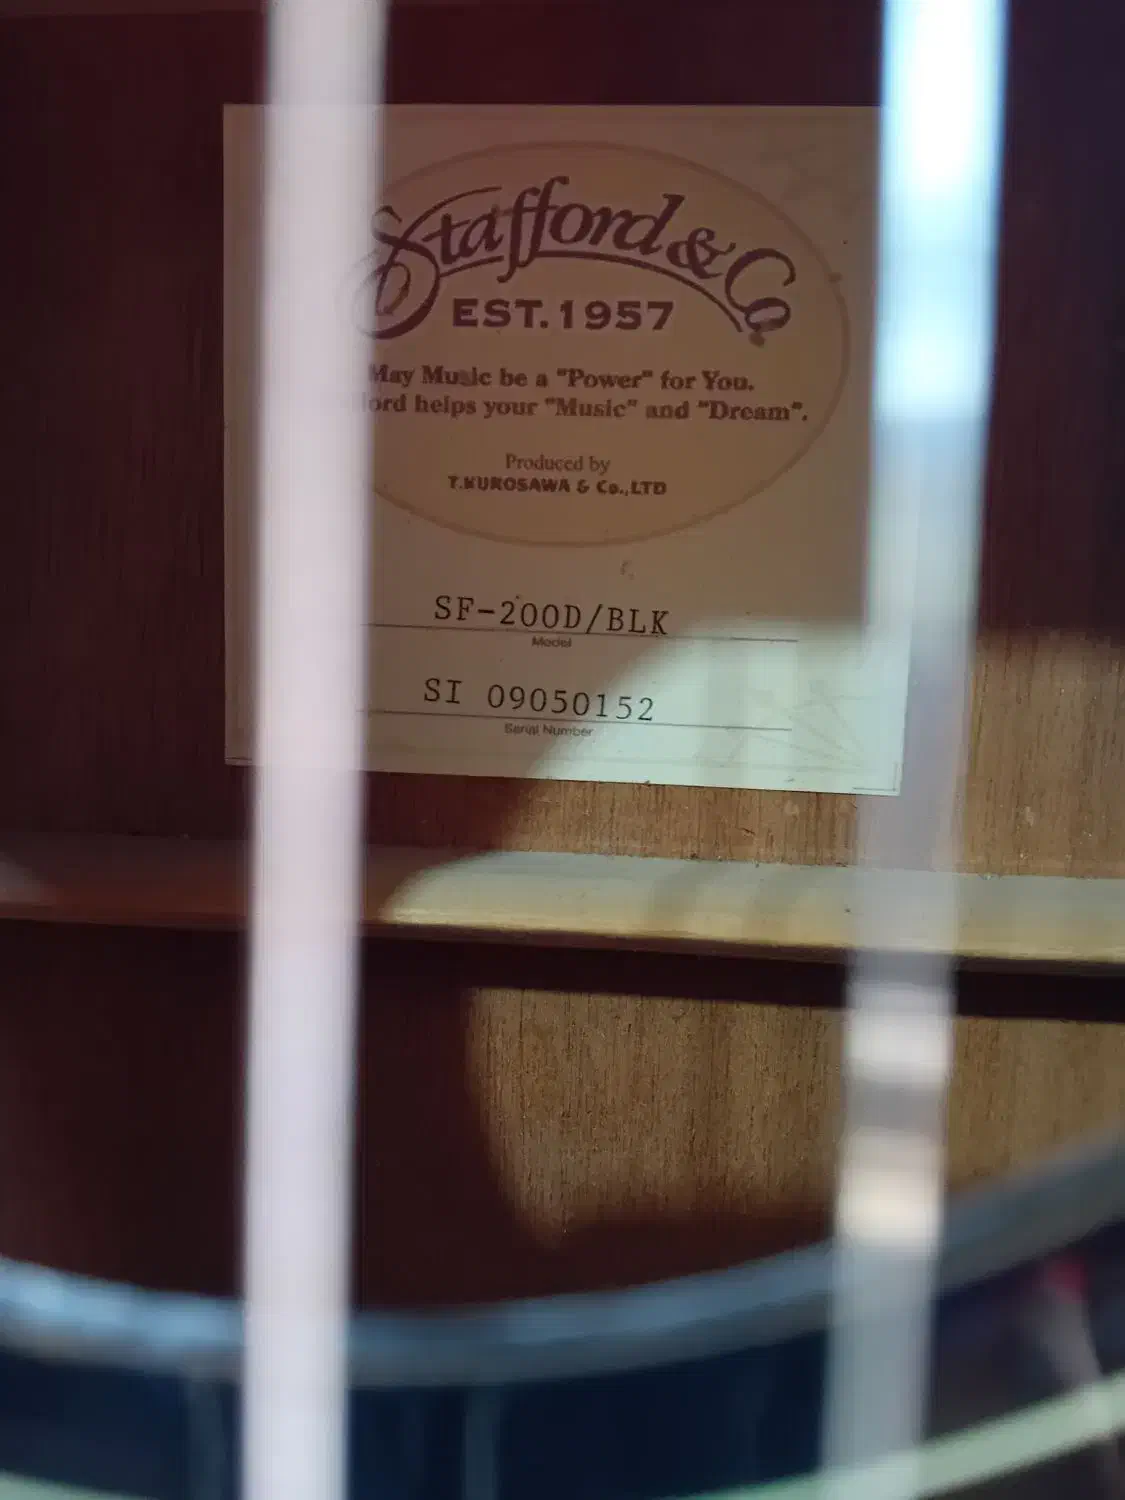 Stafford & Co.
EST. 1957
May Music be a "Power" for You.
ford helps your "Music" and "Dream".
Produced by
T.KUROSAWA & Co.,LTD
SF-200D/BLK
Model
SI 09050152
Serial Number